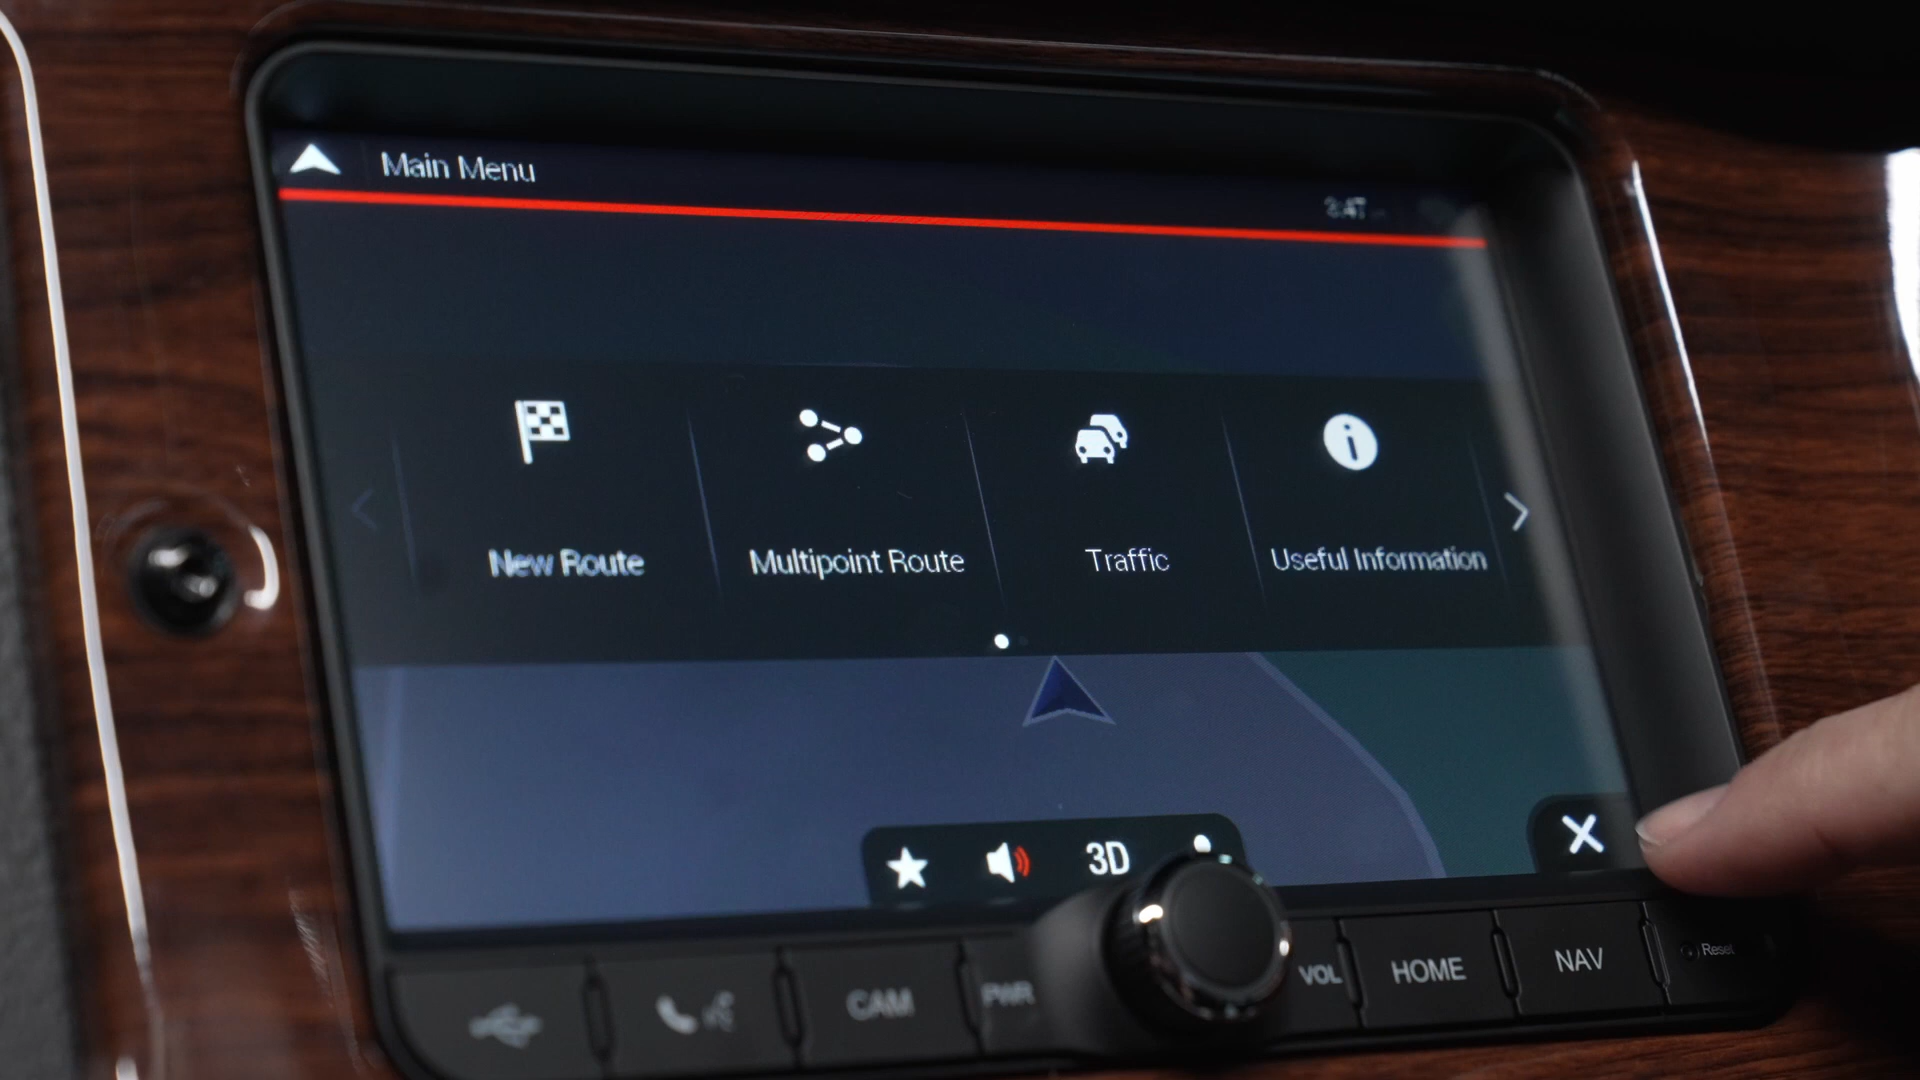 Main Menu
New Route
Multipoint Route
Traffic
Useful Information
3D
CAM
PWR
VOL
HOME
NAV
Reset